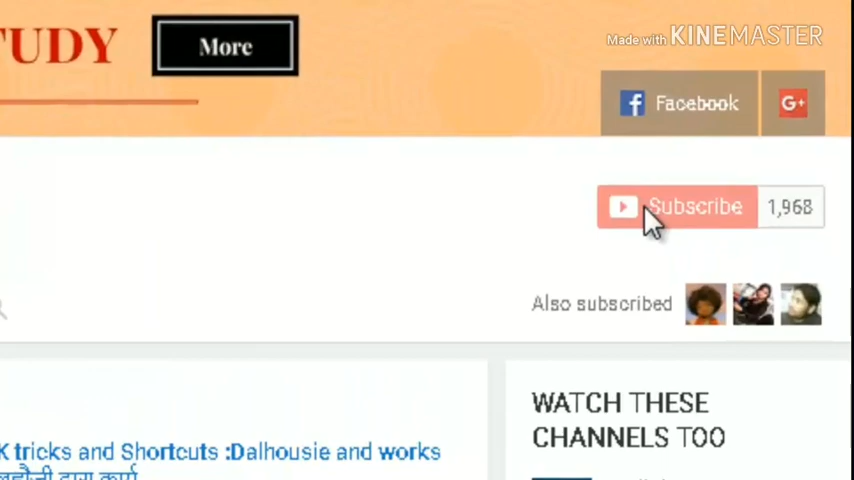 TUDY
More
Made with KINEMASTER
Facebook
G+
Subscribe 1,968
Also subscribed
K tricks and Shortcuts :Dalhousie and works
WATCH THESE
CHANNELS TOO